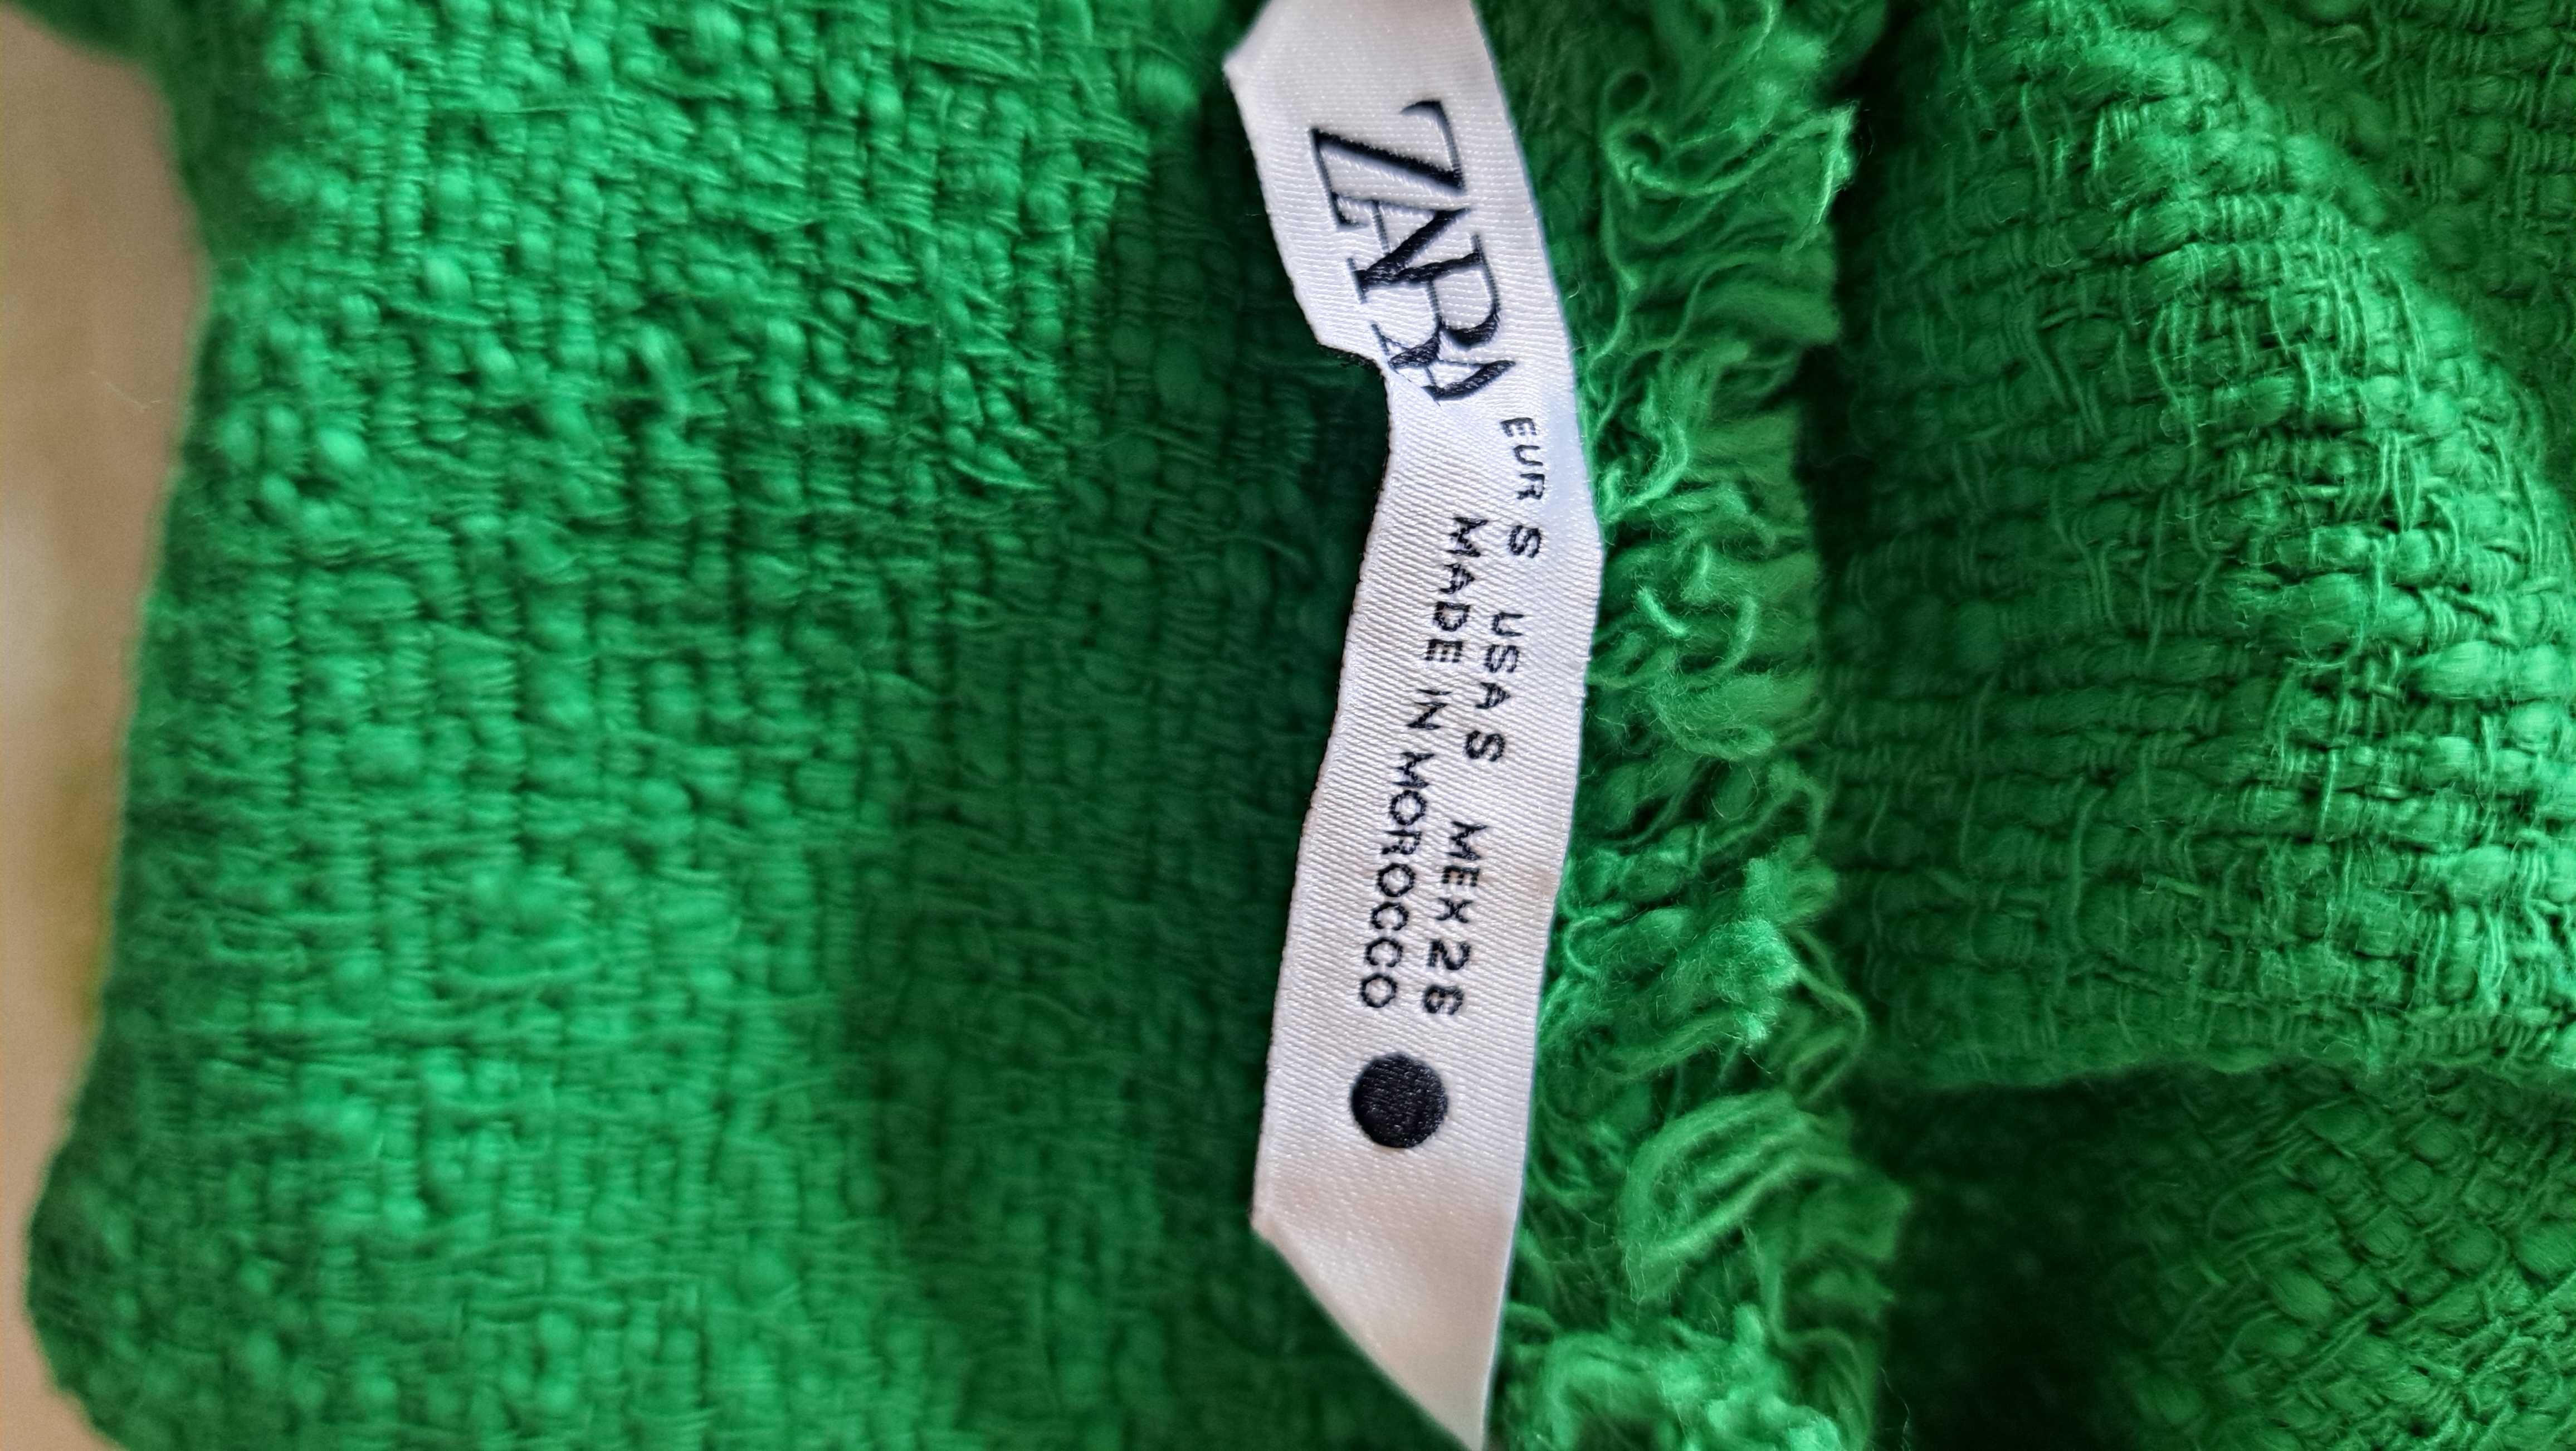 ZARA
EUR S USA S MEX 26
MADE IN MOROCCO